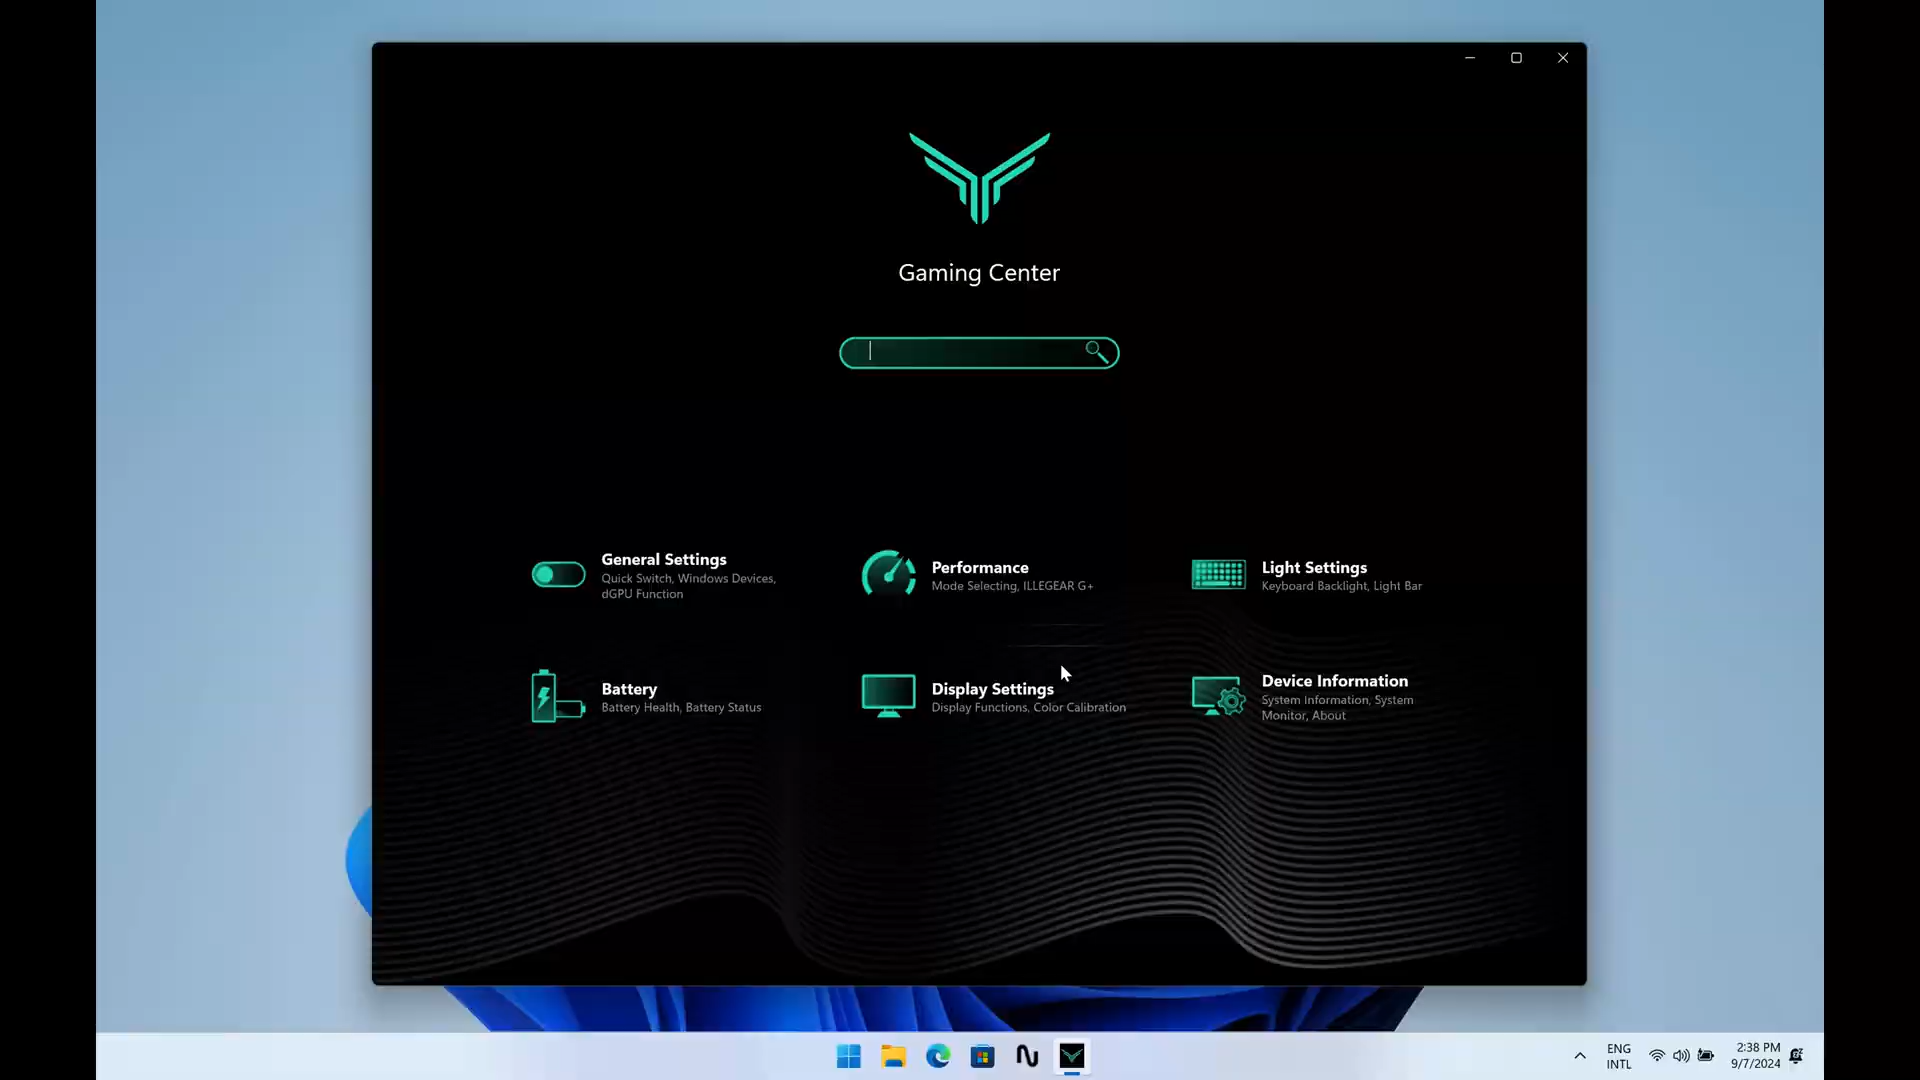 Gaming Center
General Settings
Quick Switch, Windows Devices,
dGPU Function
Performance
Mode Selecting, ILLEGEAR G+
Light Settings
Keyboard Backlight, Light Bar
Battery
Battery Health, Battery Status
Display Settings
Display Functions, Color Calibration
Device Information
System Information, System
Monitor, About
ENG
INTL
2:38 PM
9/7/2024